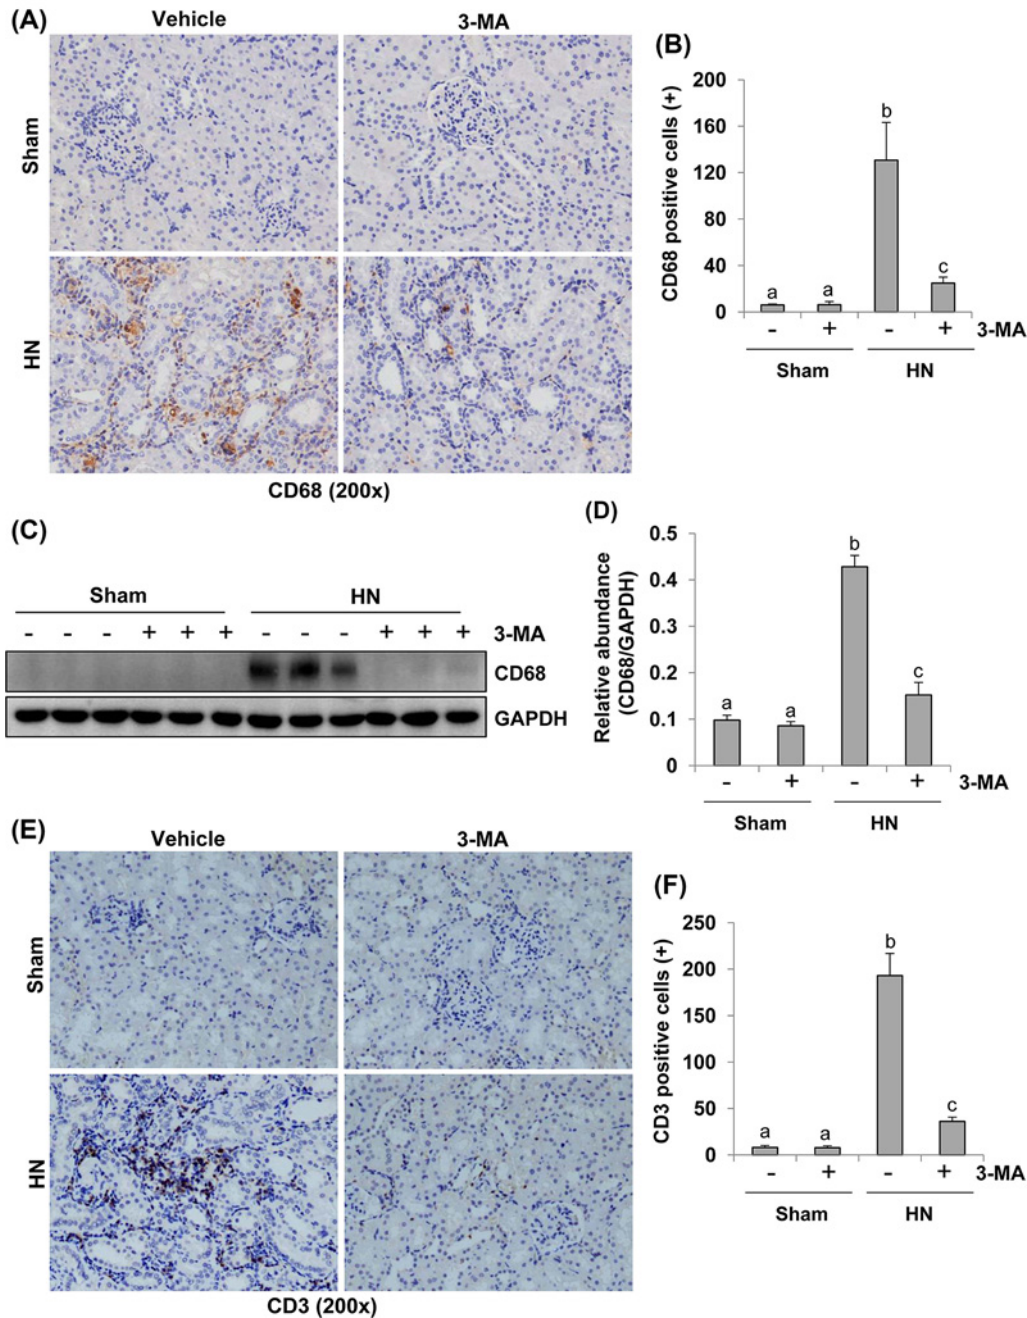 (A)
Vehicle
3-MA
Sham
HN
CD68 (200x)
(B)
CD68 positive cells (+)
200
160
120
80
40
0
a
a
b
c
-
+
-
+
3-MA
Sham
HN
(C)
Sham
HN
- - - + + + - - - + + + 3-MA
CD68
GAPDH
(D)
Relative abundance
(CD68/GAPDH)
0.5
0.4
0.3
0.2
0.1
0
a
a
b
c
-
+
-
+
3-MA
Sham
HN
(E)
Vehicle
3-MA
Sham
HN
CD3 (200x)
(F)
CD3 positive cells (+)
250
200
150
100
50
0
a
a
b
c
-
+
-
+
3-MA
Sham
HN